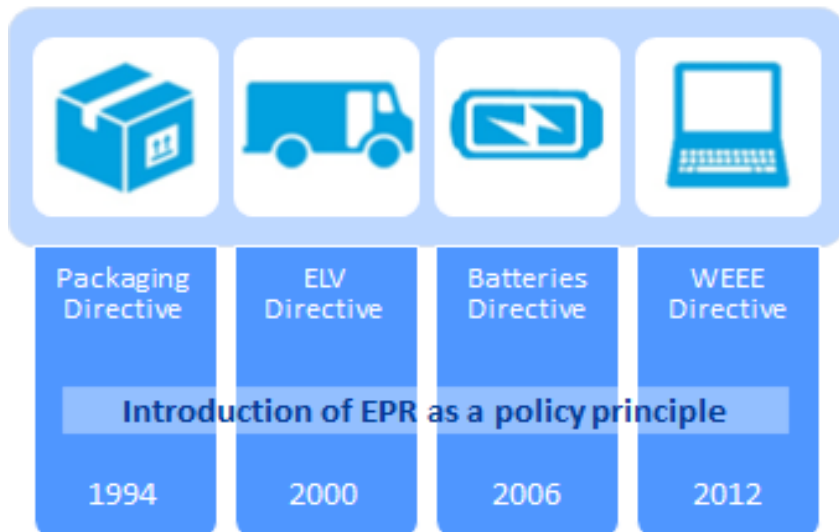 Packaging
Directive
ELV
Directive
Batteries
Directive
WEEE
Directive
Introduction of EPR as a policy principle
1994
2000
2006
2012